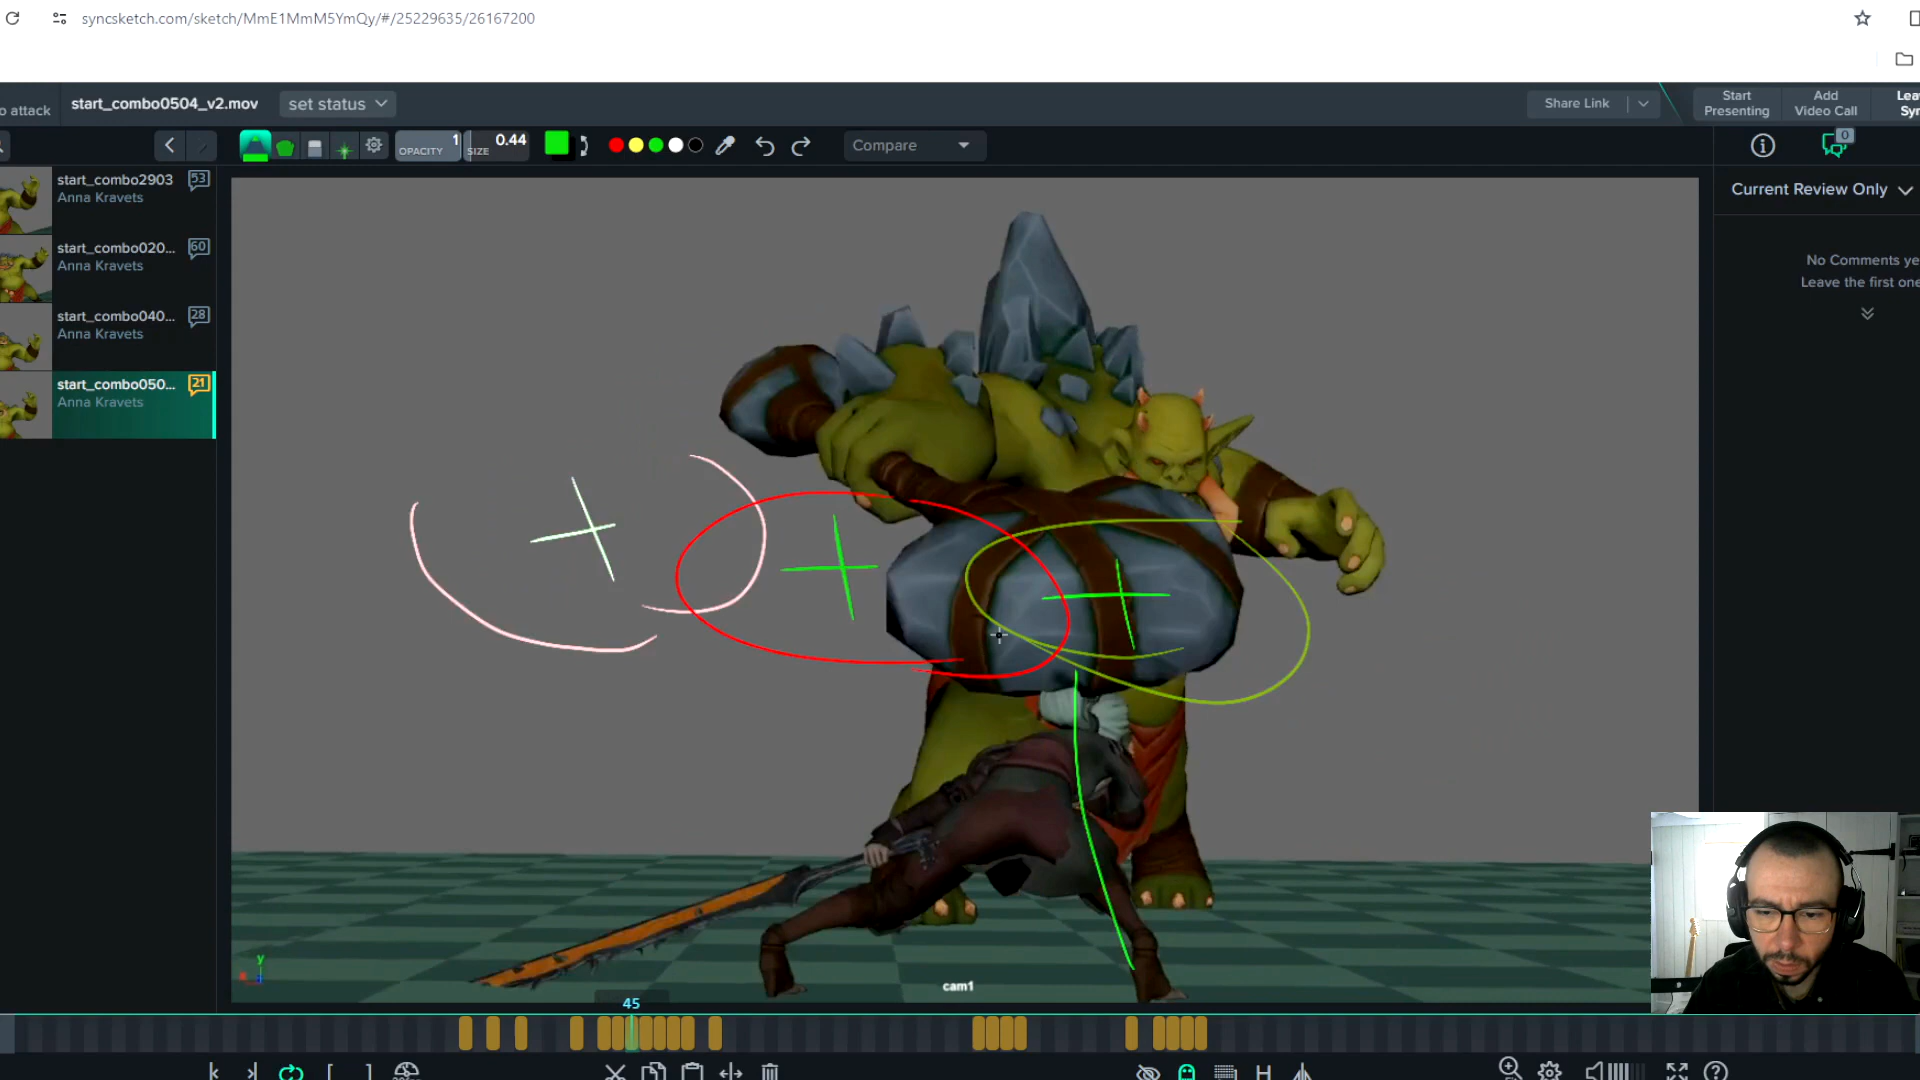 syncsketch.com/sketch/MmE1MmM5YmQy/#/25229635/26167200
o attack
start_combo0504_v2.mov
set status
Share Link
Start
Presenting
Add
Video Call
OPACITY 1
SIZE 0.44
Compare
0
start_combo2903
53
Anna Kravets
start_combo020...
60
Anna Kravets
start_combo040...
28
Anna Kravets
start_combo050...
21
Anna Kravets
Current Review Only
No Comments ye
Leave the first one
y
cam1
45
H